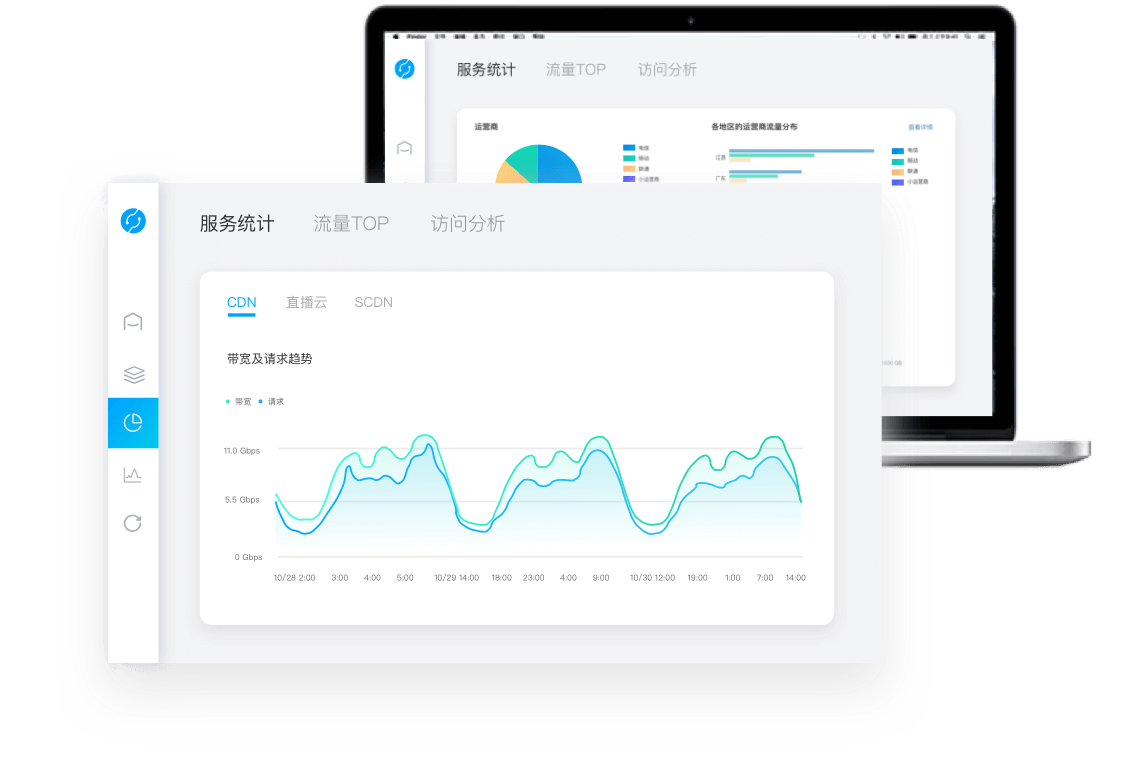 服务统计 流量TOP 访问分析
运营商 各地区的运营商流量分布 查看详情
电信 电信
移动 江苏 移动
联通 联通
小运营商 广东 小运营商
服务统计 流量TOP 访问分析
CDN 直播云 SCDN
带宽及请求趋势
带宽 请求
11.0 Gbps
5.5 Gbps
0 Gbps
10/28 2:00 3:00 4:00 5:00 10/29 14:00 18:00 23:00 4:00 9:00 10/30 12:00 19:00 1:00 7:00 14:00